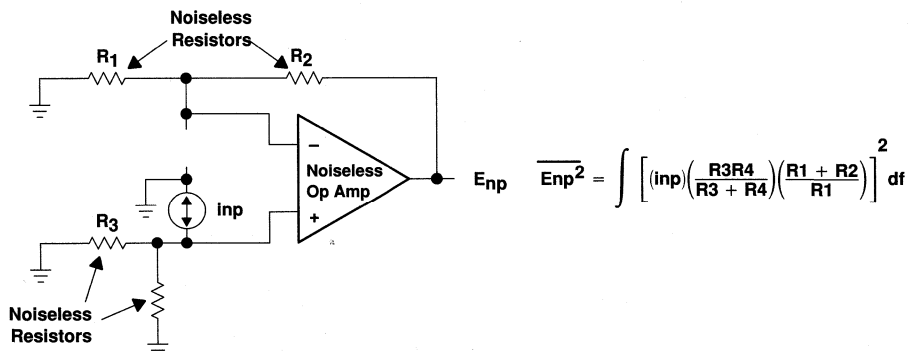 Noiseless
Resistors
R1
R2
−
Noiseless
Op Amp
+
Enp
Enp² = ∫ [(inp)(R3R4/R3 + R4)(R1 + R2/R1)]² df
inp
R3
Noiseless
Resistors